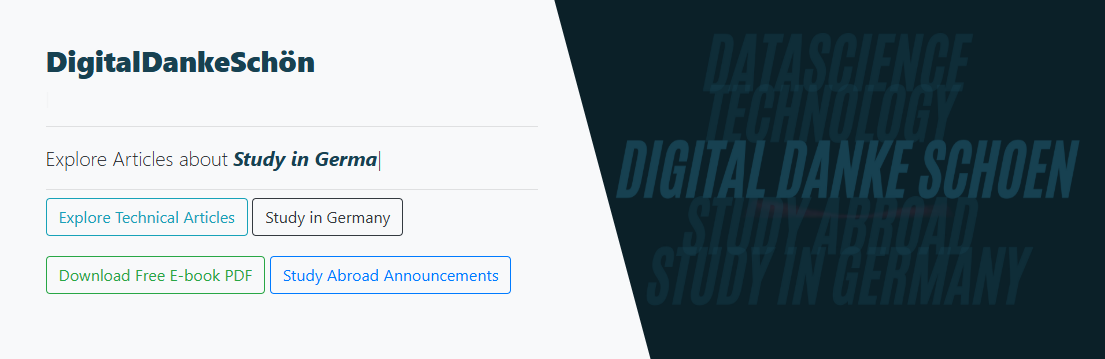 DigitalDankeSchön
Explore Articles about Study in Germa
Explore Technical Articles
Study in Germany
Download Free E-book PDF
Study Abroad Announcements
DATASCIENCE
TECHNOLOGY
DIGITAL DANKE SCHOEN
STUDY ABROAD
STUDY IN GERMANY